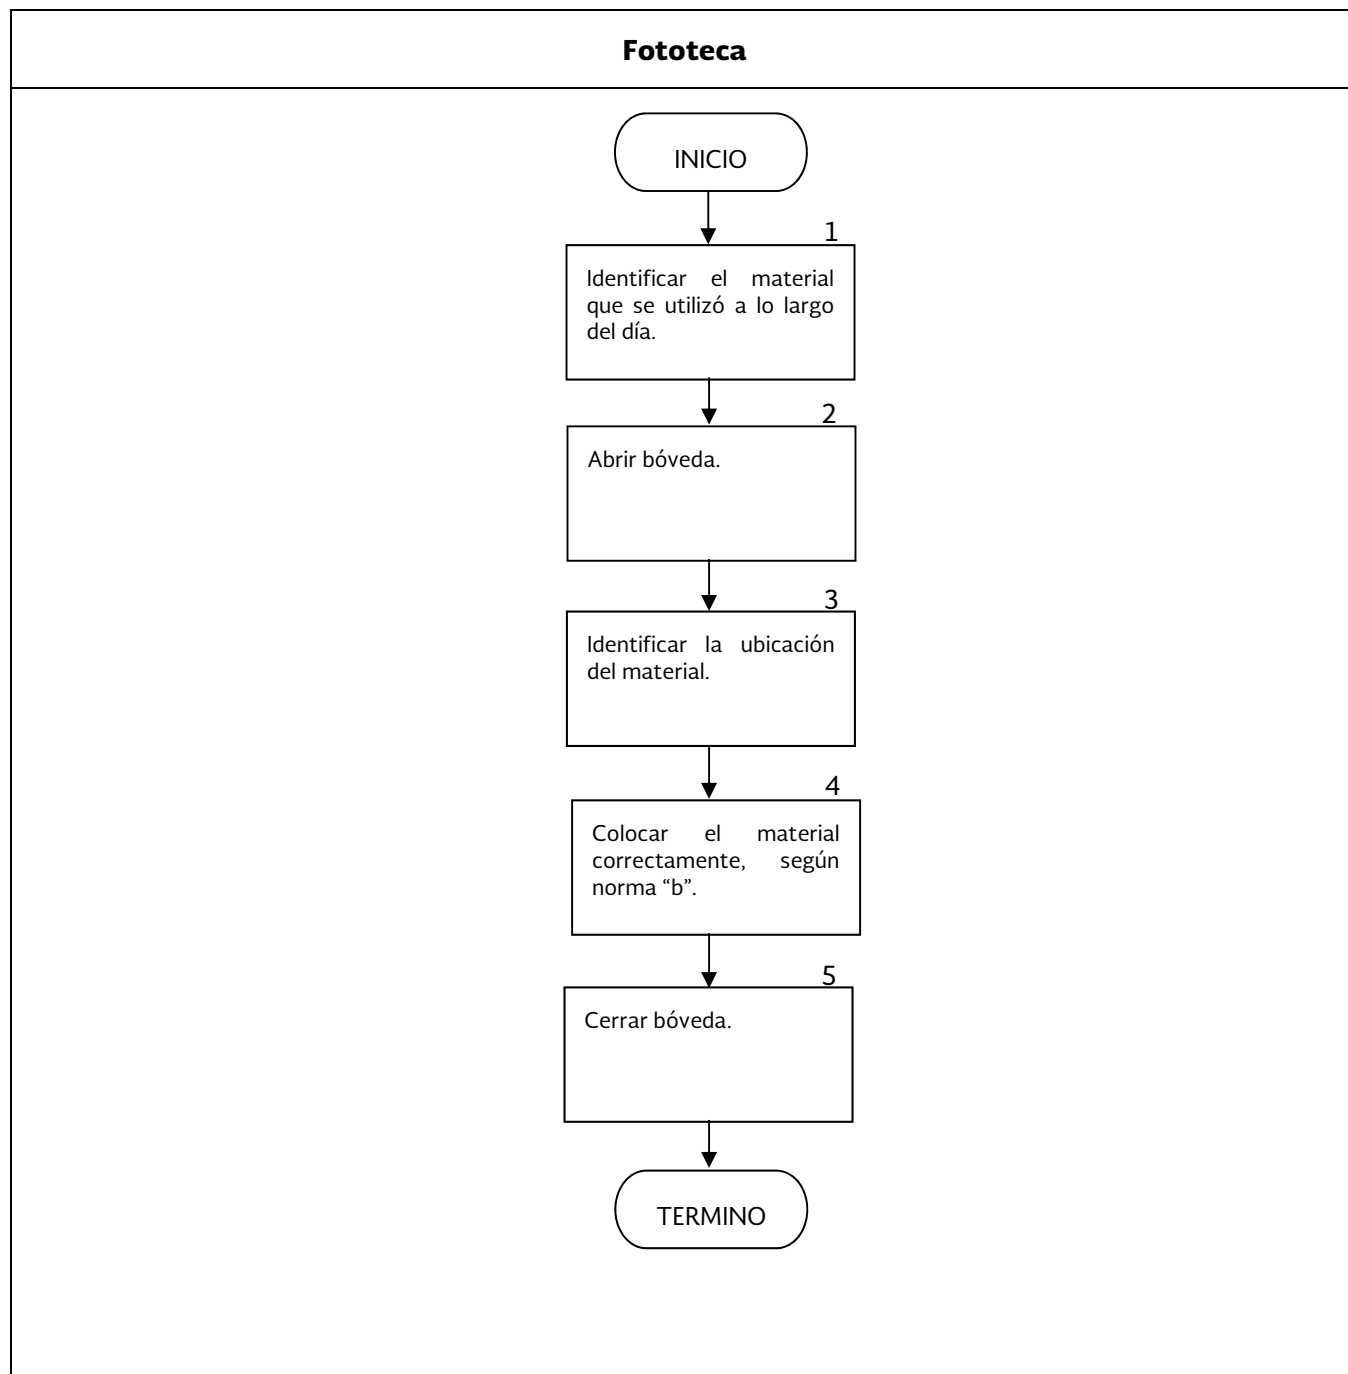 Fototeca
INICIO
1
Identificar el material
que se utilizó a lo largo
del día.
2
Abrir bóveda.
3
Identificar la ubicación
del material.
4
Colocar el material
correctamente, según
norma “b”.
5
Cerrar bóveda.
TERMINO